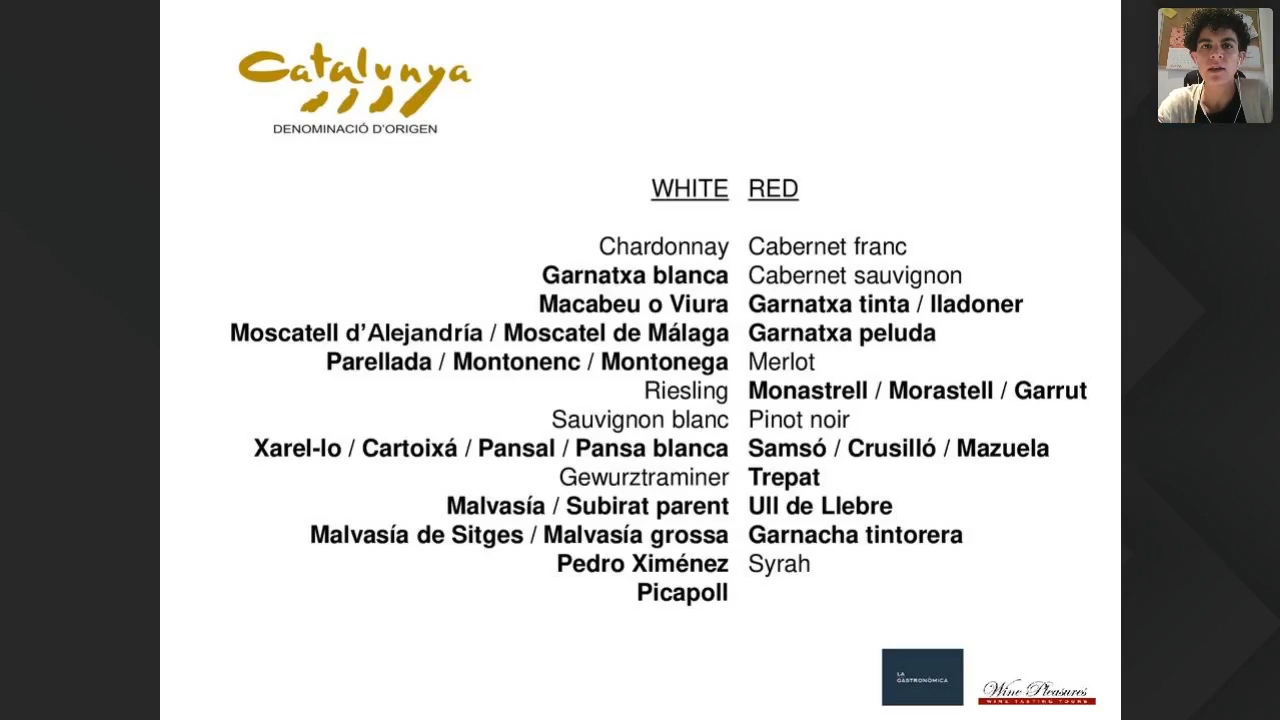 Catalunya
DENOMINACIÓ D'ORIGEN
WHITE RED
Chardonnay Cabernet franc
Garnatxa blanca Cabernet sauvignon
Macabeu o Viura Garnatxa tinta / lladoner
Moscatell d'Alejandría / Moscatel de Málaga Garnatxa peluda
Parellada / Montonenc / Montonega Merlot
Riesling Monastrell / Morastell / Garrut
Sauvignon blanc Pinot noir
Xarel-lo / Cartoixá / Pansal / Pansa blanca Samsó / Crusilló / Mazuela
Gewurztraminer Trepat
Malvasía / Subirat parent Ull de Llebre
Malvasía de Sitges / Malvasía grossa Garnacha tintorera
Pedro Ximénez Syrah
Picapoll
LA
GASTRONÒMICA
Wine Pleasures
WINE TASTING TOURS